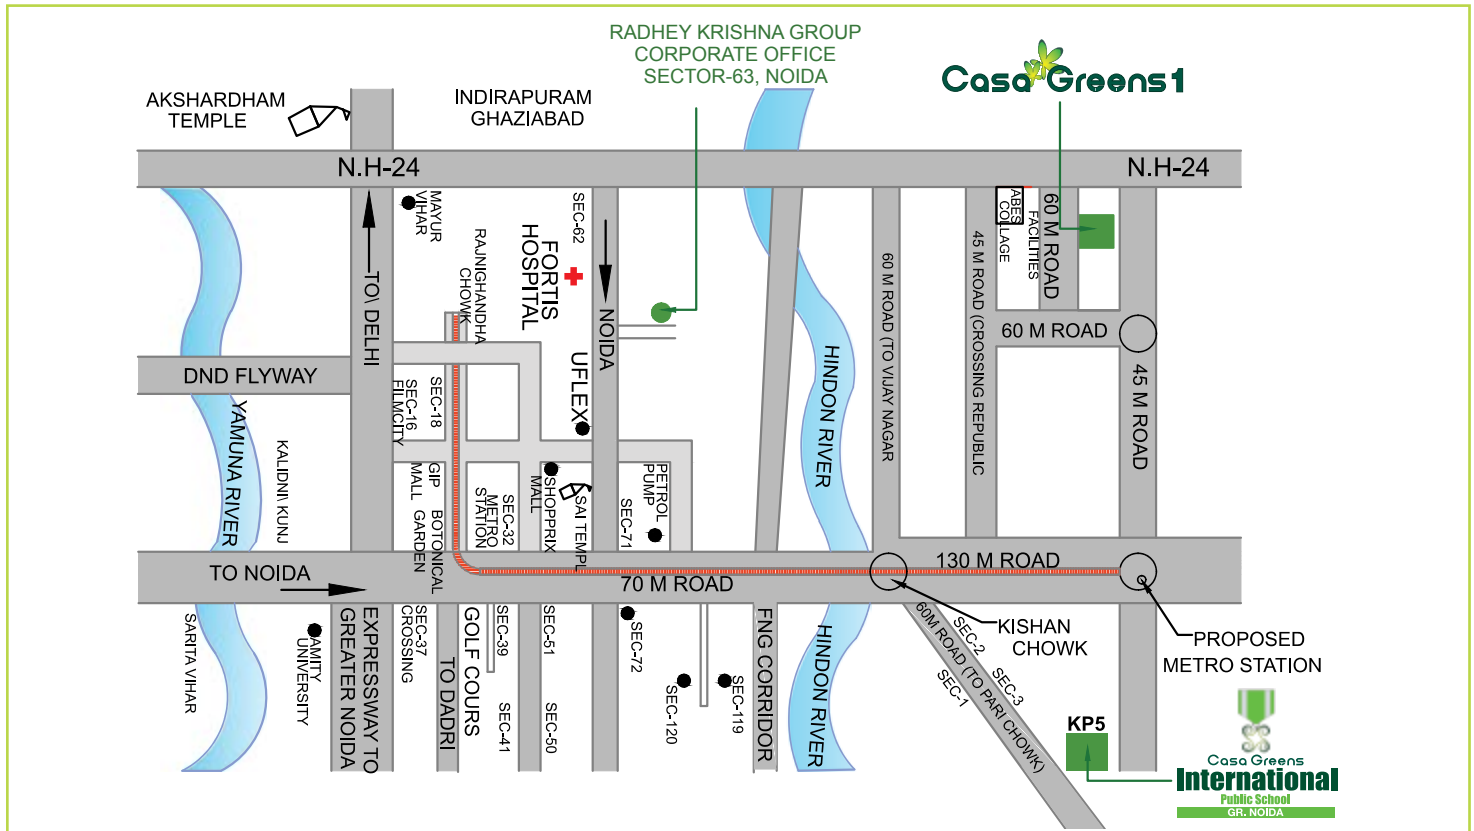 RADHEY KRISHNA GROUP
CORPORATE OFFICE
SECTOR-63, NOIDA
Casa Greens1
AKSHARDHAM
TEMPLE
INDIRAPURAM
GHAZIABAD
N.H-24
N.H-24
MAYUR
VIHAR
SEC-62
RAJNIGHANDHA
CHOWK
FORTIS
HOSPITAL
TO\ DELHI
NOIDA
UFLEX
DND FLYWAY
SEC-16
FILMCITY
SEC-18
YAMUNA RIVER
KALIDNI\ KUNJ
GIP
MALL
BOTONICAL
GARDEN
SEC-32
METRO
STATION
SHOPPRIX
MALL
SAI TEMPL
SEC-71
PETROL
PUMP
HINDON RIVER
60 M ROAD (TO VIJAY NAGAR
45 M ROAD (CROSSING REPUBLIC
ABES
COLLAGE
FACILITIES
60 M ROAD
60 M ROAD
45 M ROAD
TO NOIDA
70 M ROAD
130 M ROAD
SARITA VIHAR
AMITY
UNIVERSITY
EXPRESSWAY TO
GREATER NOIDA
SEC-37
CROSSING
TO DADRI
GOLF COURS
SEC-39
SEC-41
SEC-51
SEC-50
SEC-72
SEC-120
SEC-119
FNG CORRIDOR
HINDON RIVER
60M ROAD (TO PARI CHOWK)
SEC-2
SEC-3
SEC-1
KISHAN
CHOWK
PROPOSED
METRO STATION
KP5
Casa Greens
International
Public School
GR. NOIDA